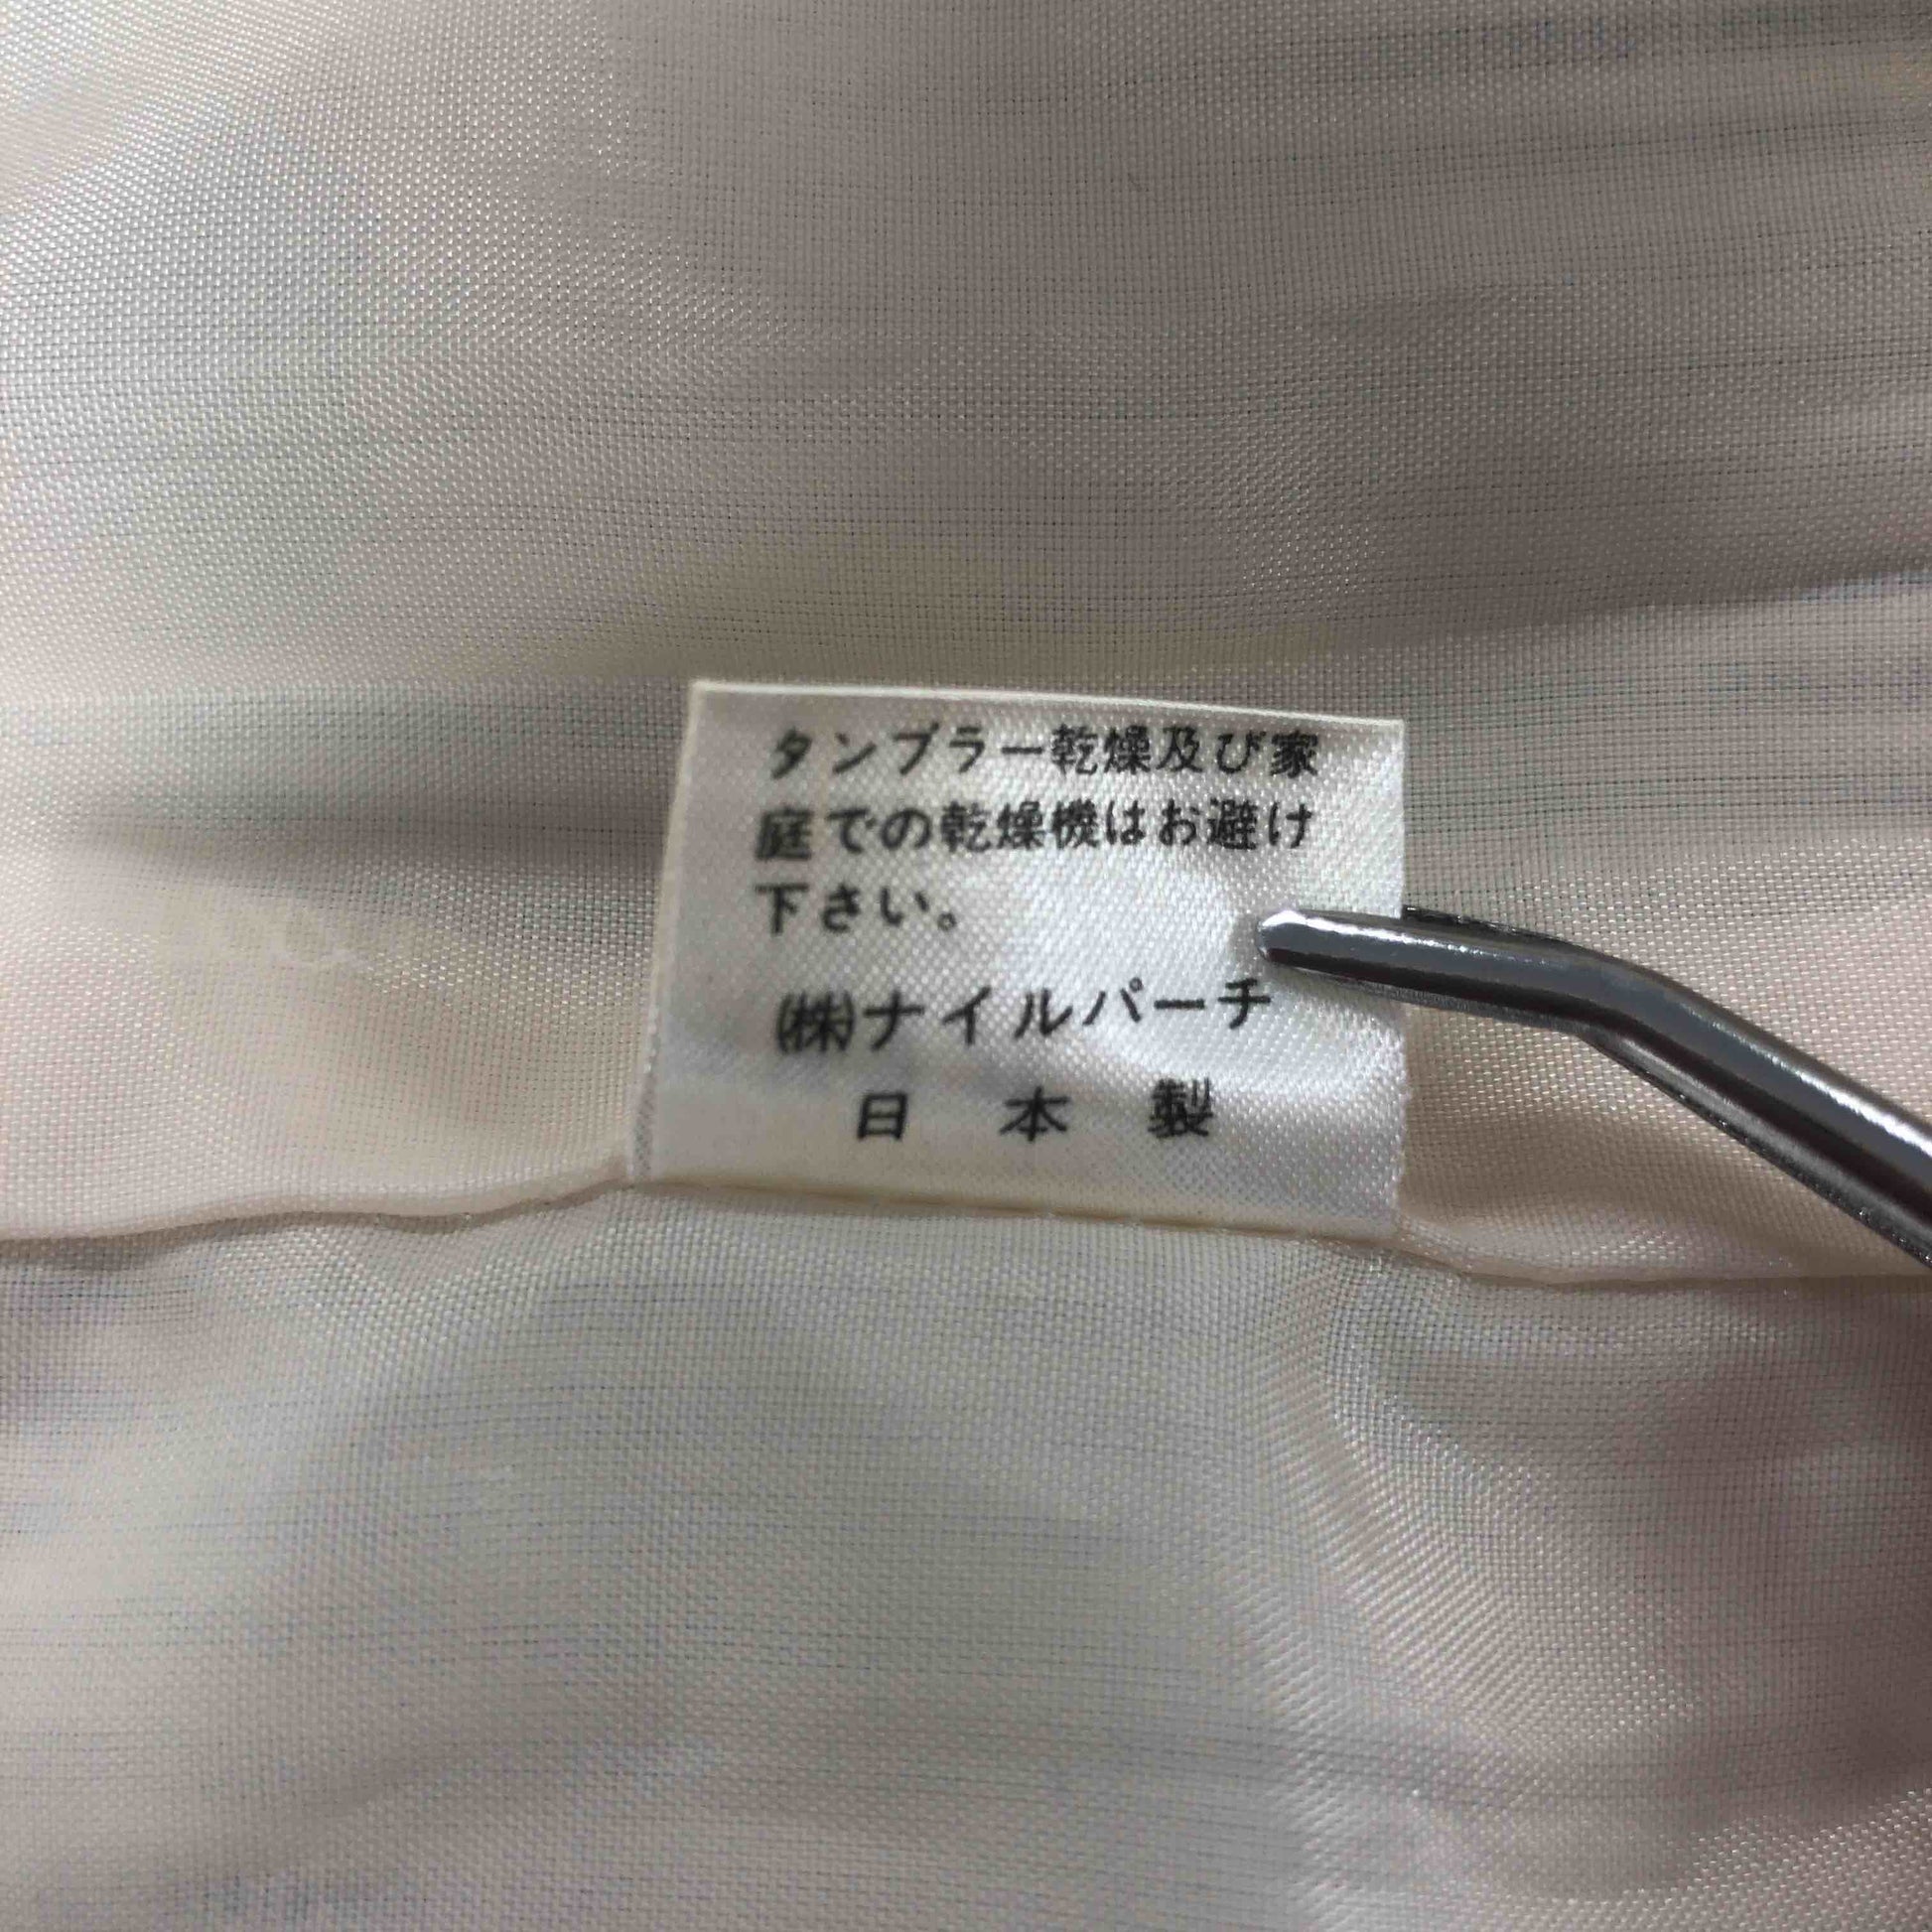 タンブラー乾燥及び家
庭での乾燥機はお避け
下さい。
㈱ナイルパーチ
日本製